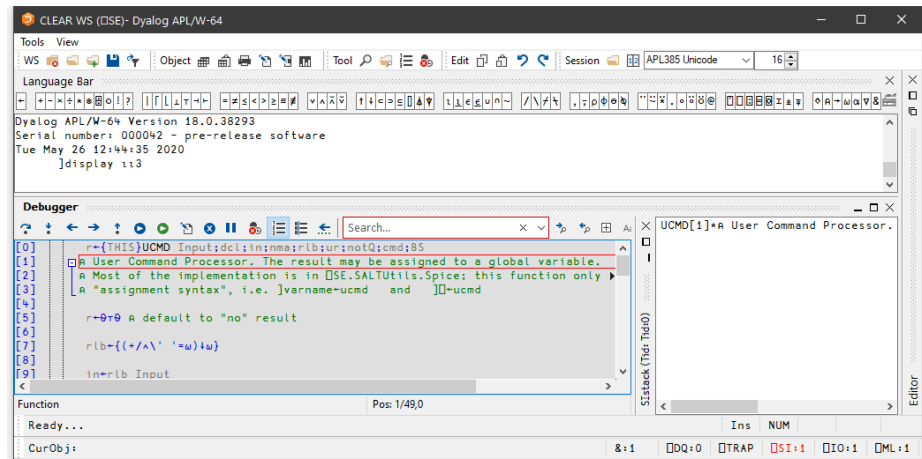 CLEAR WS (⎕SE)- Dyalog APL/W-64
Tools View
WS Object Tool Edit Session APL385 Unicode 16
Language Bar
← + - × ÷ * ⍟ ⌹ ○ ! ? | ⌈ ⌊ ⊥ ⊤ ⊣ ⊢ = ≠ ≤ < > ≥ ≡ ≢ ∨ ∧ ⍲ ⍱ ↑ ↓ ⊂ ⊃ ⊆ ⌷ ⍋ ⍒ ⍳ ⍸ ∊ ⍷ ∪ ∩ ~ / \ ⌿ ⍀ , ⍪ ⍴ ⌽ ⊖ ⍉ ¨ ⍨ ⍣ . ∘ ⍤ ⍥ @
Dyalog APL/W-64 Version 18.0.38293
Serial number: 000042 - pre-release software
Tue May 26 12:44:35 2020
]display ⍳⍳3
Debugger
Search...
[0] r←{THIS}UCMD Input;dcl;in;nma;rlb;ur;notQ;cmd;BS
[1] ⍝ User Command Processor. The result may be assigned to a global variable.
[2] ⍝ Most of the implementation is in ⎕SE.SALTUtils.Spice; this function only
[3] ⍝ "assignment syntax", i.e. ]varname←ucmd and ]⎕←ucmd
[4]
[5] r←⍬⊤⍬ ⍝ default to "no" result
[6]
[7] rlb←{(+/∧\' '=⍵)↓⍵}
[8]
[9] in←rlb Input
Function Pos: 1/49,0
SIstack (Tid: Tid:0)
UCMD[1]*⍝ User Command Processor.
Editor
Ready... Ins NUM
CurObj: &:1 ⎕DQ:0 ⎕TRAP ⎕SI:1 ⎕IO:1 ⎕ML:1